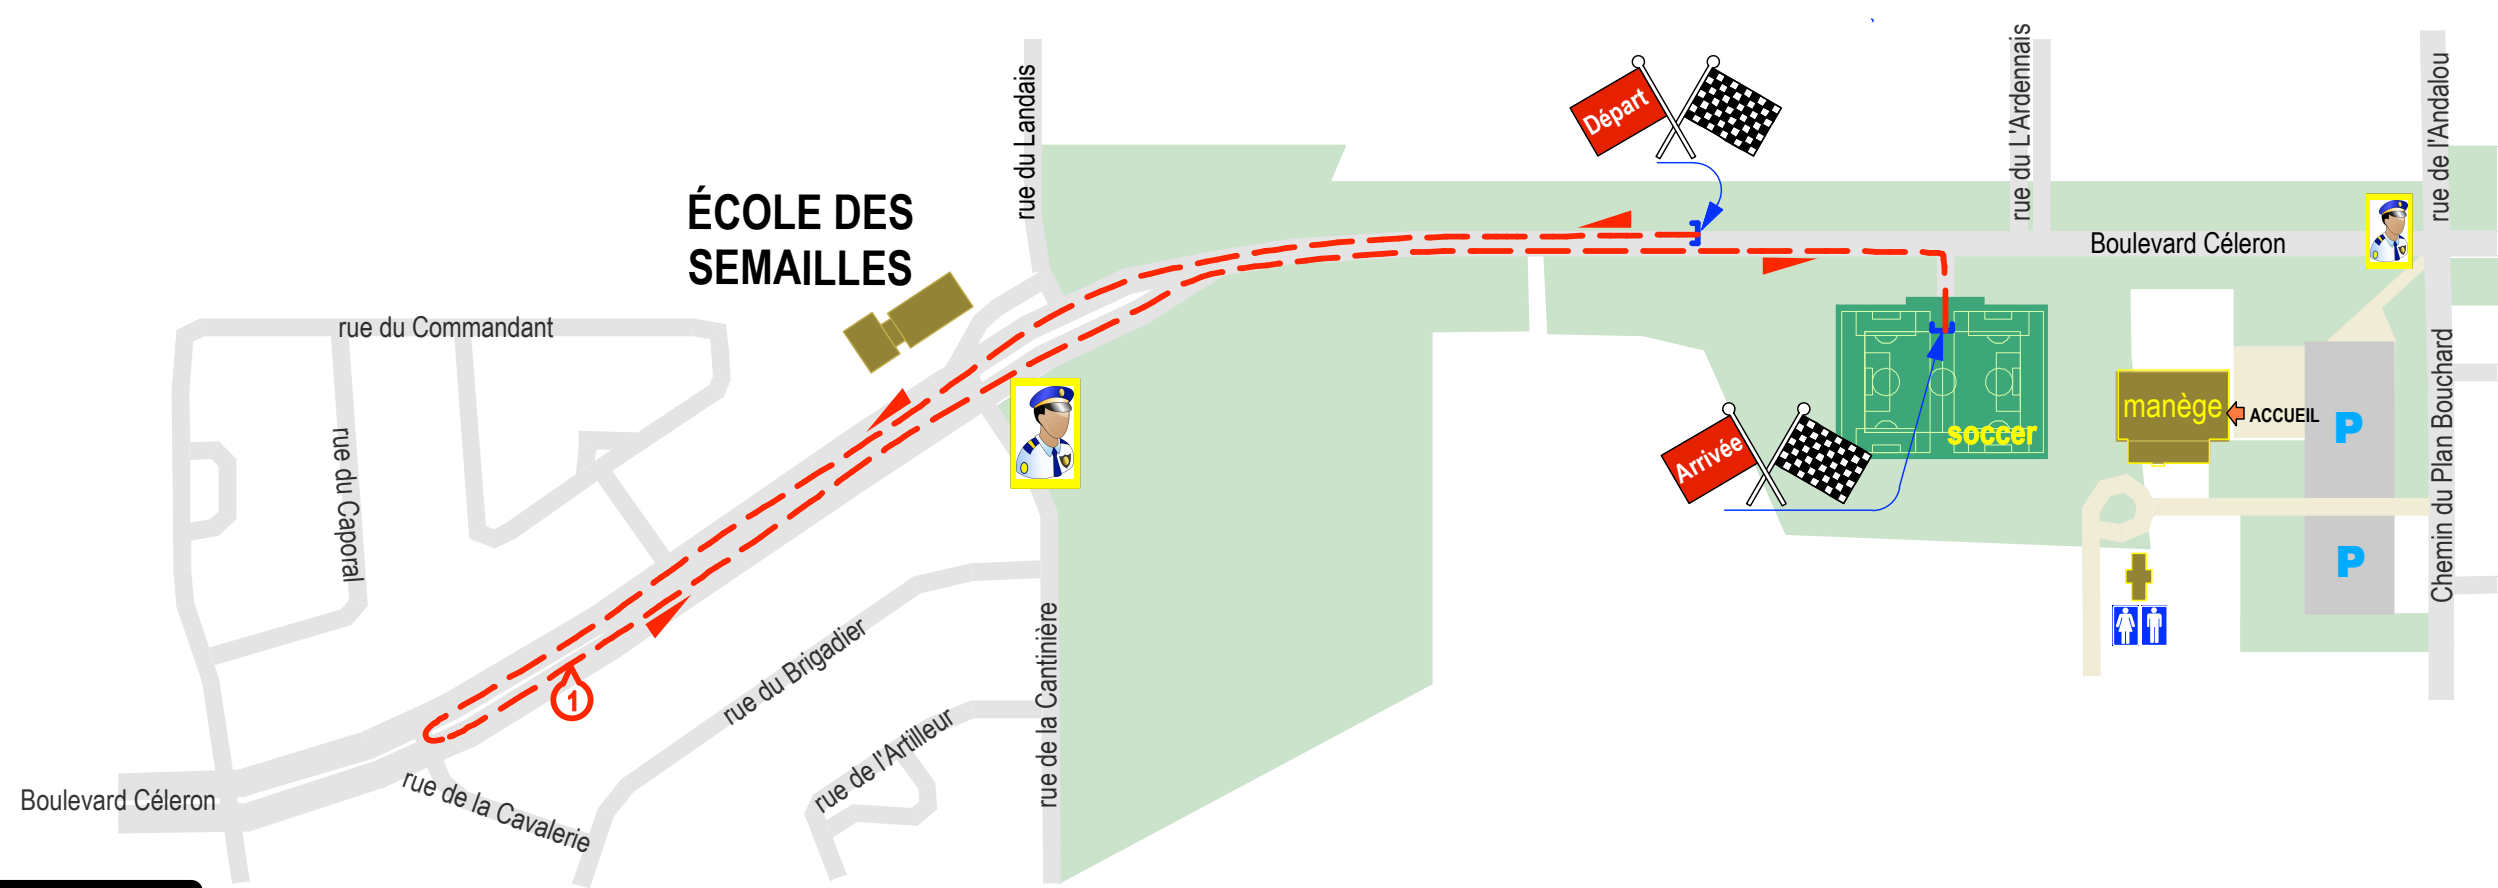 rue du Landais
Départ
rue du L'Ardennais
rue de l'Andalou
ÉCOLE DES
SEMAILLES
Boulevard Céleron
rue du Commandant
rue du Caporal
Arrivée
soccer
manège
ACCUEIL
P
P
Chemin du Plan Bouchard
1
rue du Brigadier
rue de la Cantinière
rue de l'Artilleur
Boulevard Céleron
rue de la Cavalerie